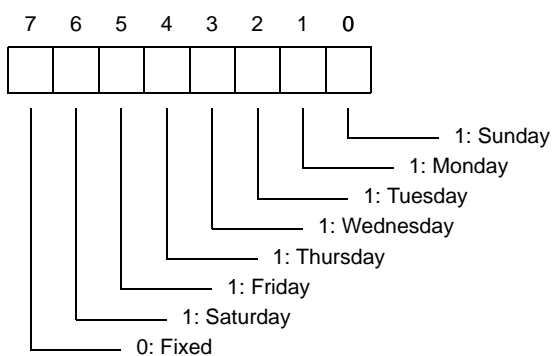 7 6 5 4 3 2 1 0
1: Sunday
1: Monday
1: Tuesday
1: Wednesday
1: Thursday
1: Friday
1: Saturday
0: Fixed